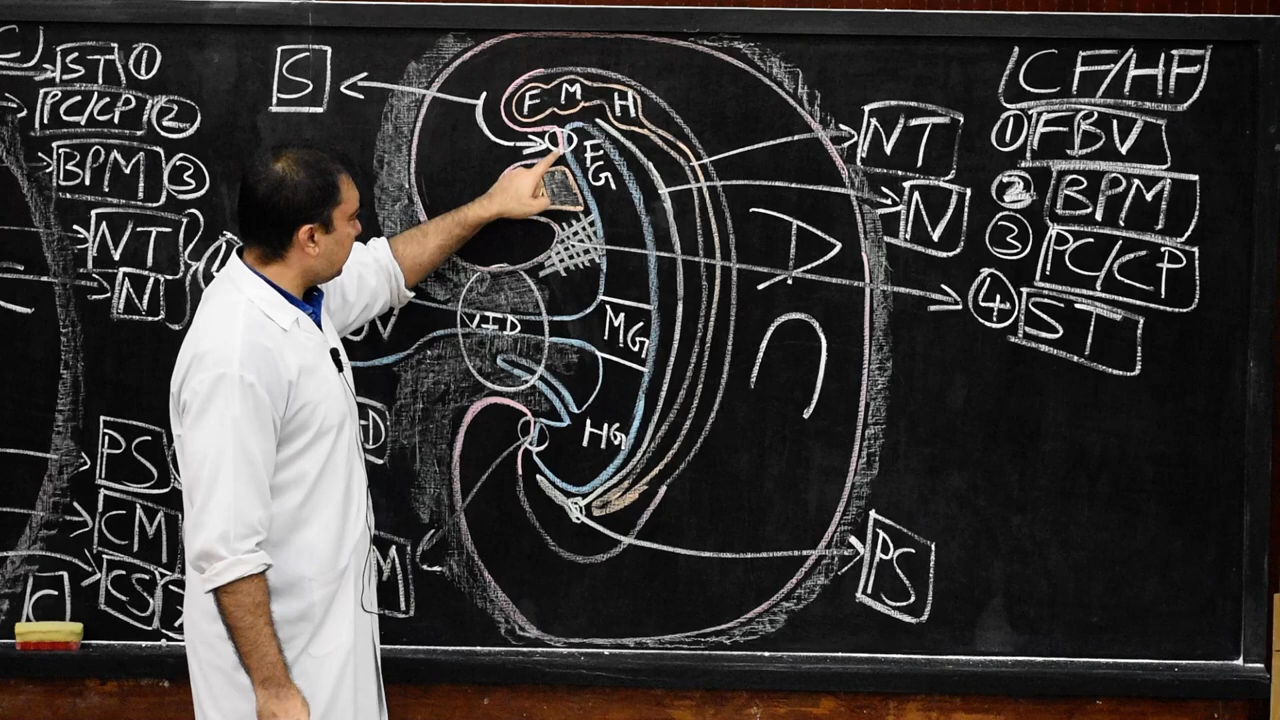 ST ①
PC/CP ②
BPM ③
NT
N
PS
CM
CS
C
S
F M H
FG
VID
MG
HG
D
M
NT
N
PS
CF/HF
① FBV
② BPM
③ PC/CP
④ ST